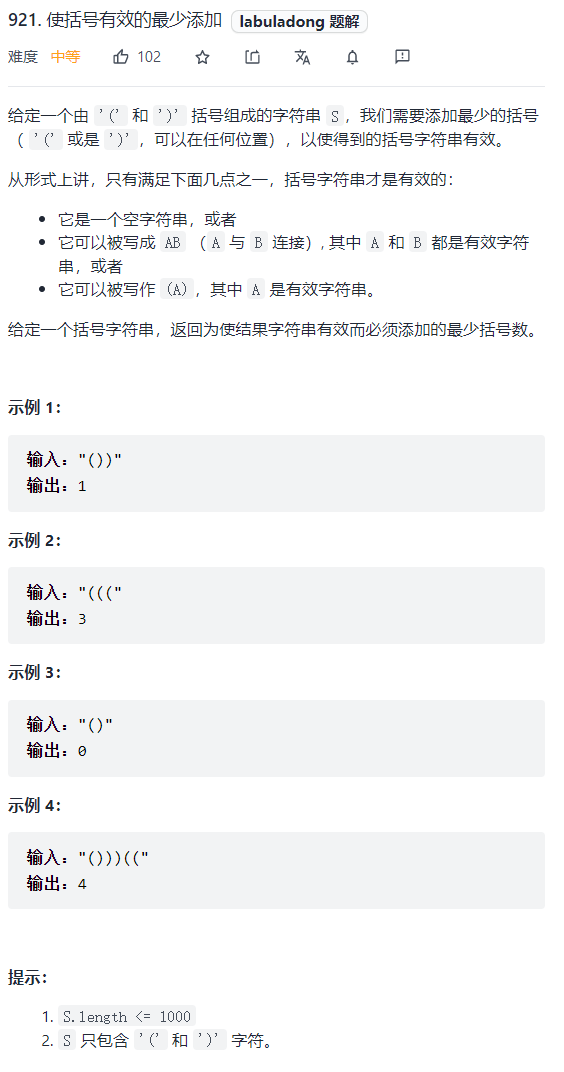 921. 使括号有效的最少添加 labuladong 题解
难度 中等 102
给定一个由 '(' 和 ')' 括号组成的字符串 S，我们需要添加最少的括号
（ '(' 或是 ')'，可以在任何位置），以使得到的括号字符串有效。
从形式上讲，只有满足下面几点之一，括号字符串才是有效的：
• 它是一个空字符串，或者
• 它可以被写成 AB （A 与 B 连接）, 其中 A 和 B 都是有效字符
串，或者
• 它可以被写作 (A)，其中 A 是有效字符串。
给定一个括号字符串，返回为使结果字符串有效而必须添加的最少括号数。
示例 1：
输入："())"
输出：1
示例 2：
输入："((("
输出：3
示例 3：
输入："()"
输出：0
示例 4：
输入："()))(("
输出：4
提示：
1. S.length <= 1000
2. S 只包含 '(' 和 ')' 字符。